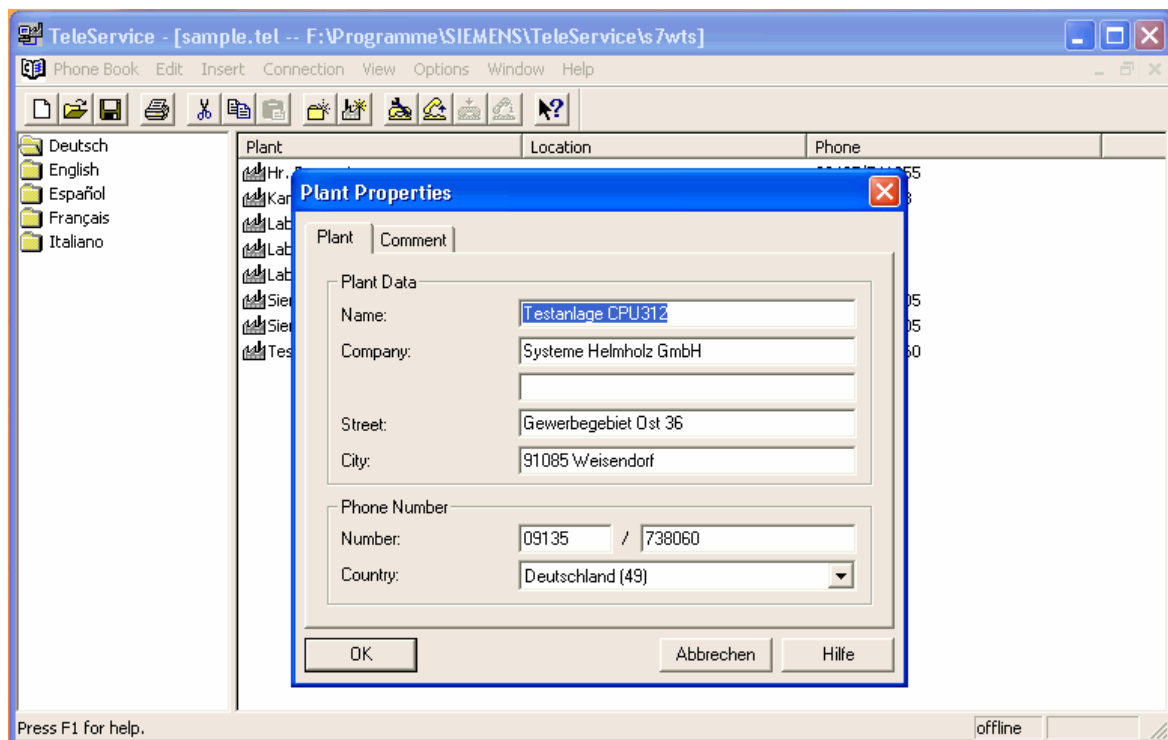 TeleService - [sample.tel -- F:\Programme\SIEMENS\TeleService\s7wts]
Phone Book Edit Insert Connection View Options Window Help
Deutsch
English
Español
Français
Italiano
Plant Location Phone
Hr.
Plant Properties
Plant Comment
Plant Data
Name: Testanlage CPU312
Company: Systeme Helmholz GmbH
Street: Gewerbegebiet Ost 36
City: 91085 Weisendorf
Phone Number
Number: 09135 / 738060
Country: Deutschland (49)
OK Abbrechen Hilfe
Press F1 for help. offline